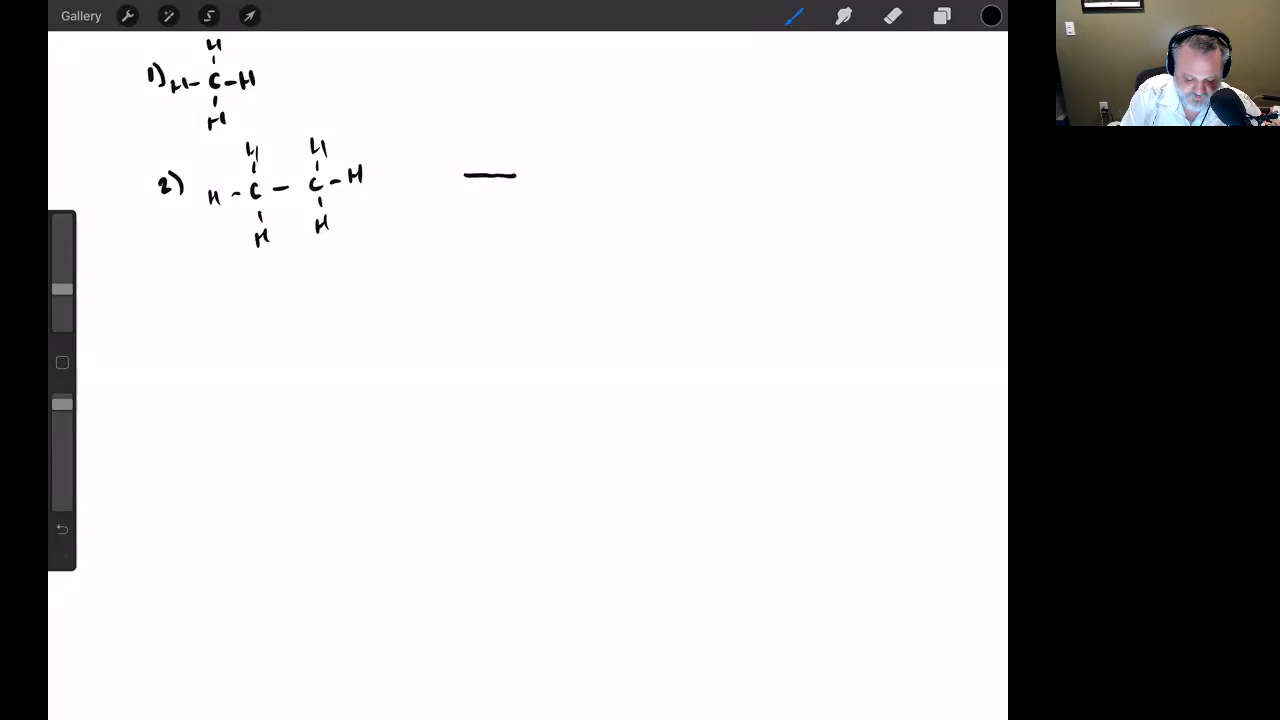 Gallery
H
1) H - C - H
H
H H
2) H - C - C - H
H H